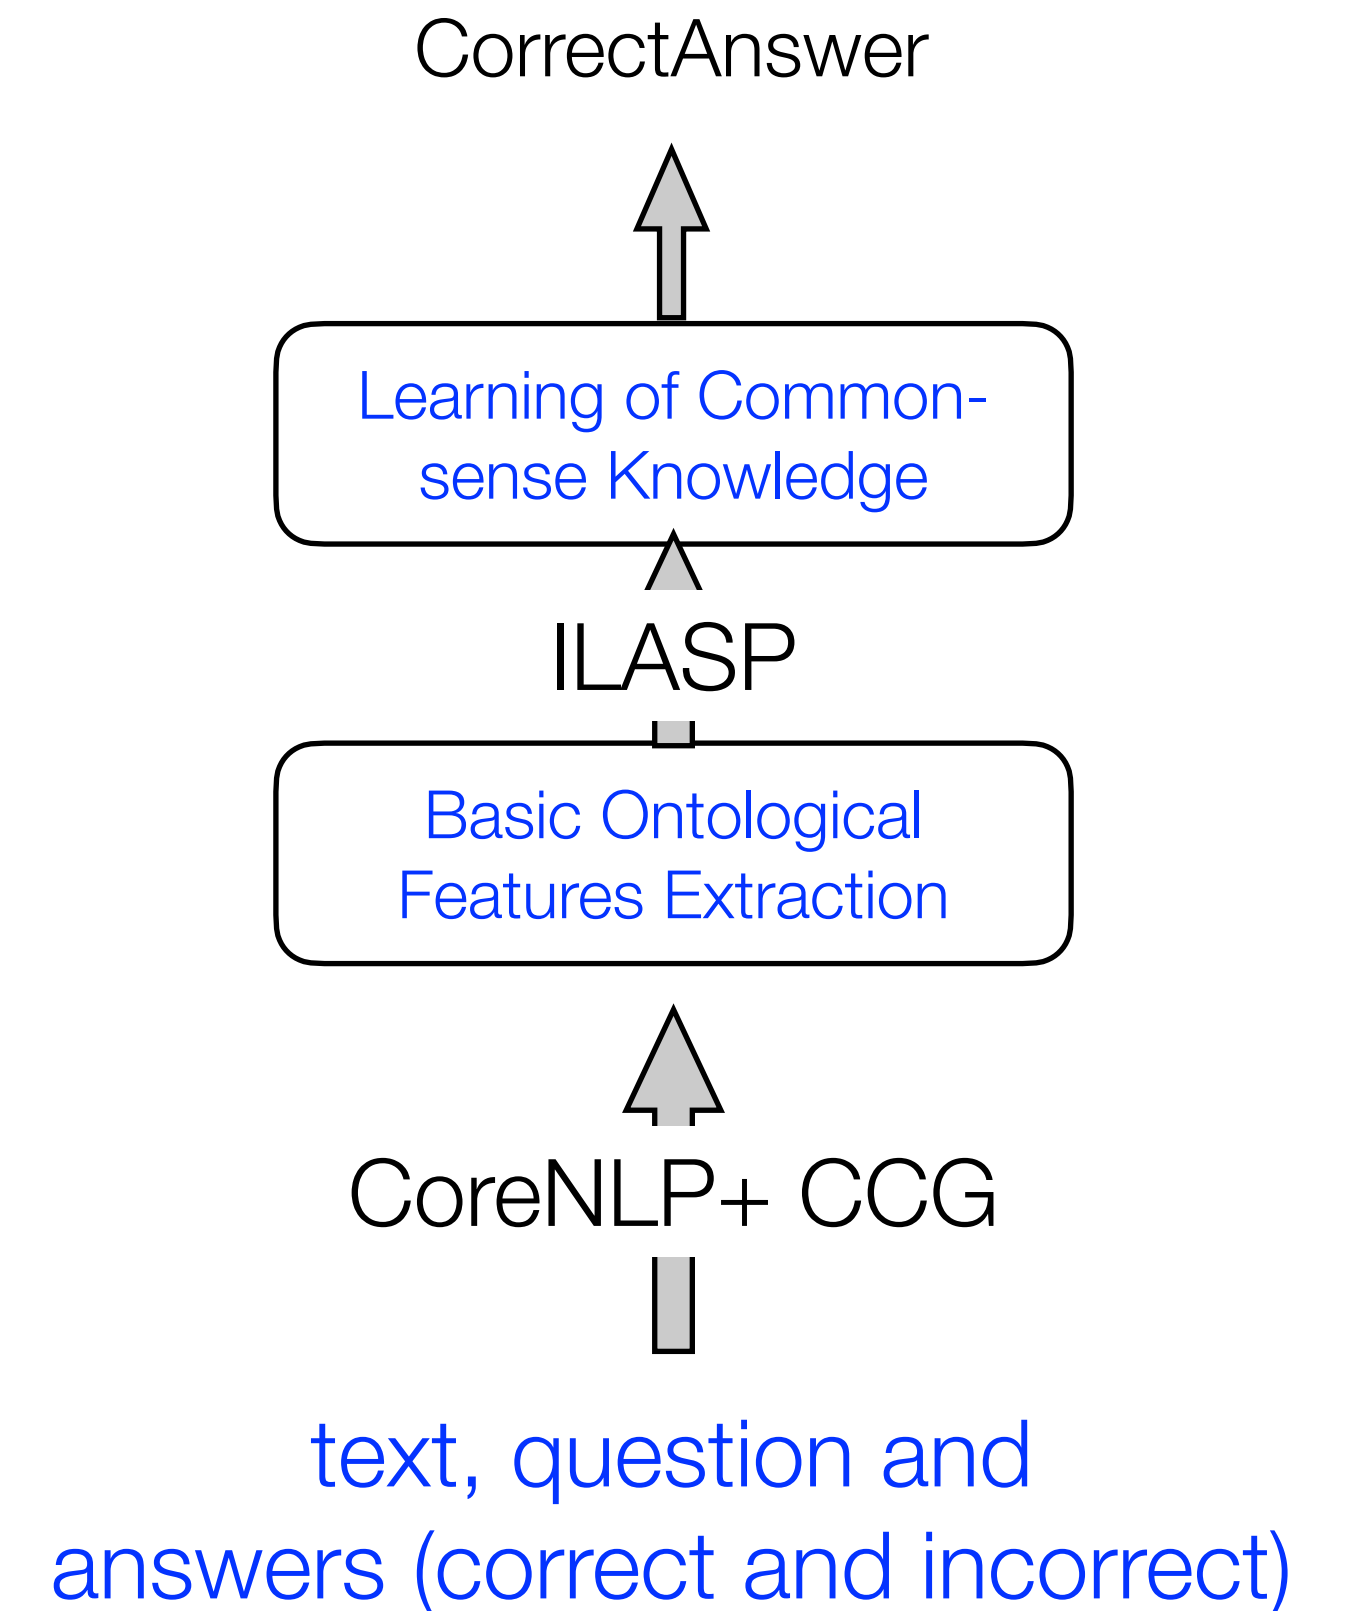 CorrectAnswer
Learning of Common-
sense Knowledge
ILASP
Basic Ontological
Features Extraction
CoreNLP+ CCG
text, question and
answers (correct and incorrect)